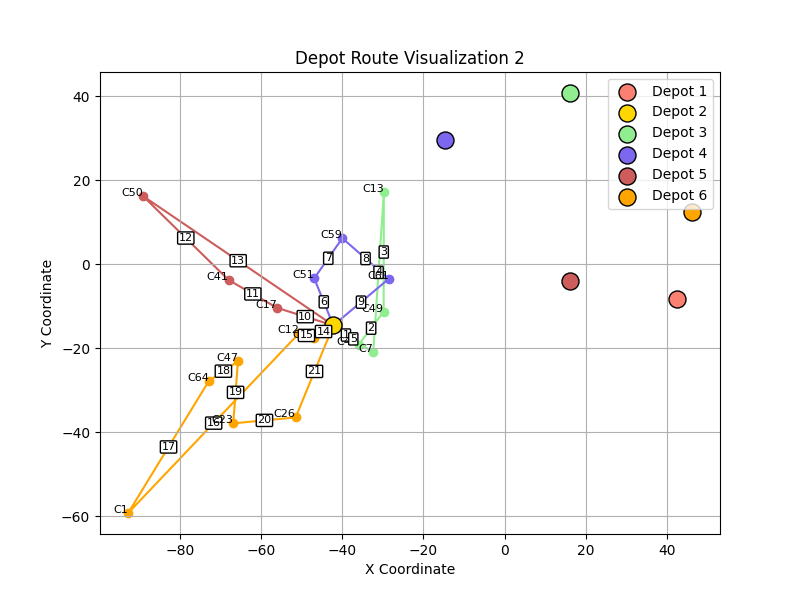 Depot Route Visualization 2
Depot 1
Depot 2
Depot 3
Depot 4
Depot 5
Depot 6
Y Coordinate
40
20
0
−20
−40
−60
C50
C13
C59
C51
C41
C17
C49
C12
C7
C47
C64
C23
C26
C1
12
13
11
10
3
8
7
6
9
2
1
5
14
15
18
19
21
20
16
17
−80
−60
−40
−20
0
20
40
X Coordinate